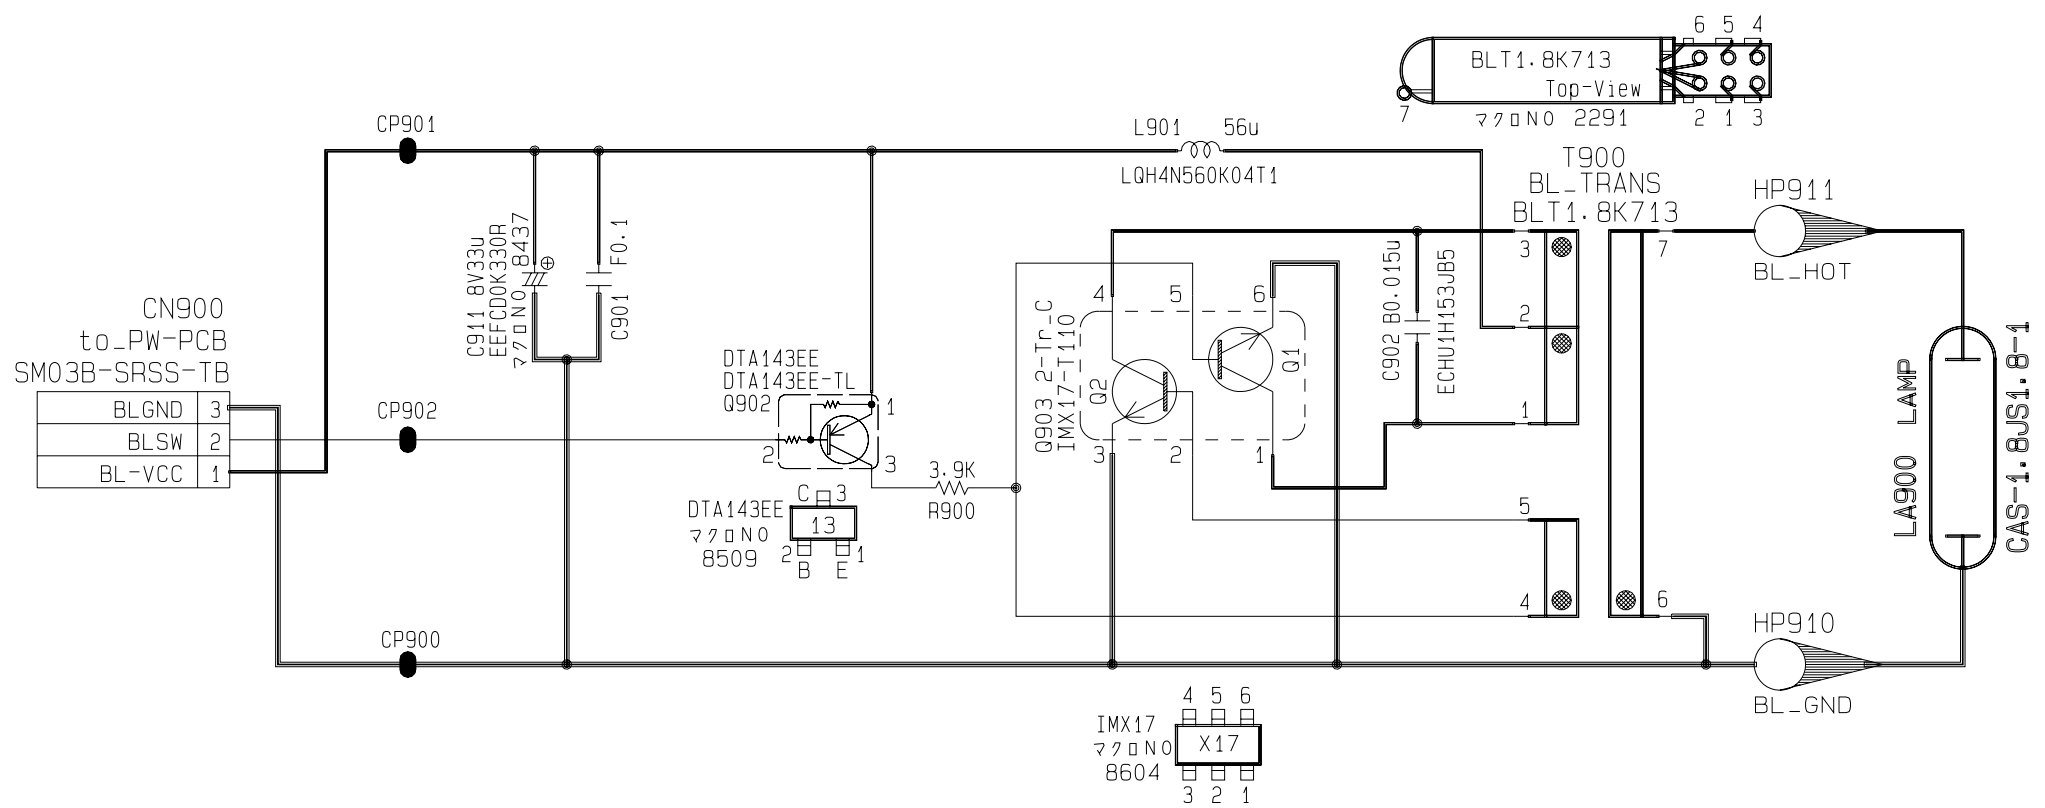 6 5 4
BLT1.8K713
Top-View
7
マクロNO 2291
2 1 3
CP901
L901 56u
LQH4N560K04T1
T900
BL_TRANS
BLT1.8K713
HP911
BL_HOT
3
7
2
1
5
4
6
C911 8V33u
EEFCD0K330R
マクロNO 8437
C901 F0.1
CN900
to_PW-PCB
SM03B-SRSS-TB
BLGND 3
BLSW 2
BL-VCC 1
CP902
DTA143EE
DTA143EE-TL
Q902
1
2
3
3.9K
R900
DTA143EE
マクロNO
8509
C 3
13
2 1
B E
Q903 2-Tr_C
IMX17-T110
4 5 6
Q2
Q1
3 2 1
C902 B0.015u
ECHU1H153JB5
LA900 LAMP
CAS-1.8JS1.8-1
CP900
HP910
BL_GND
4 5 6
IMX17
マクロNO
8604
X17
3 2 1